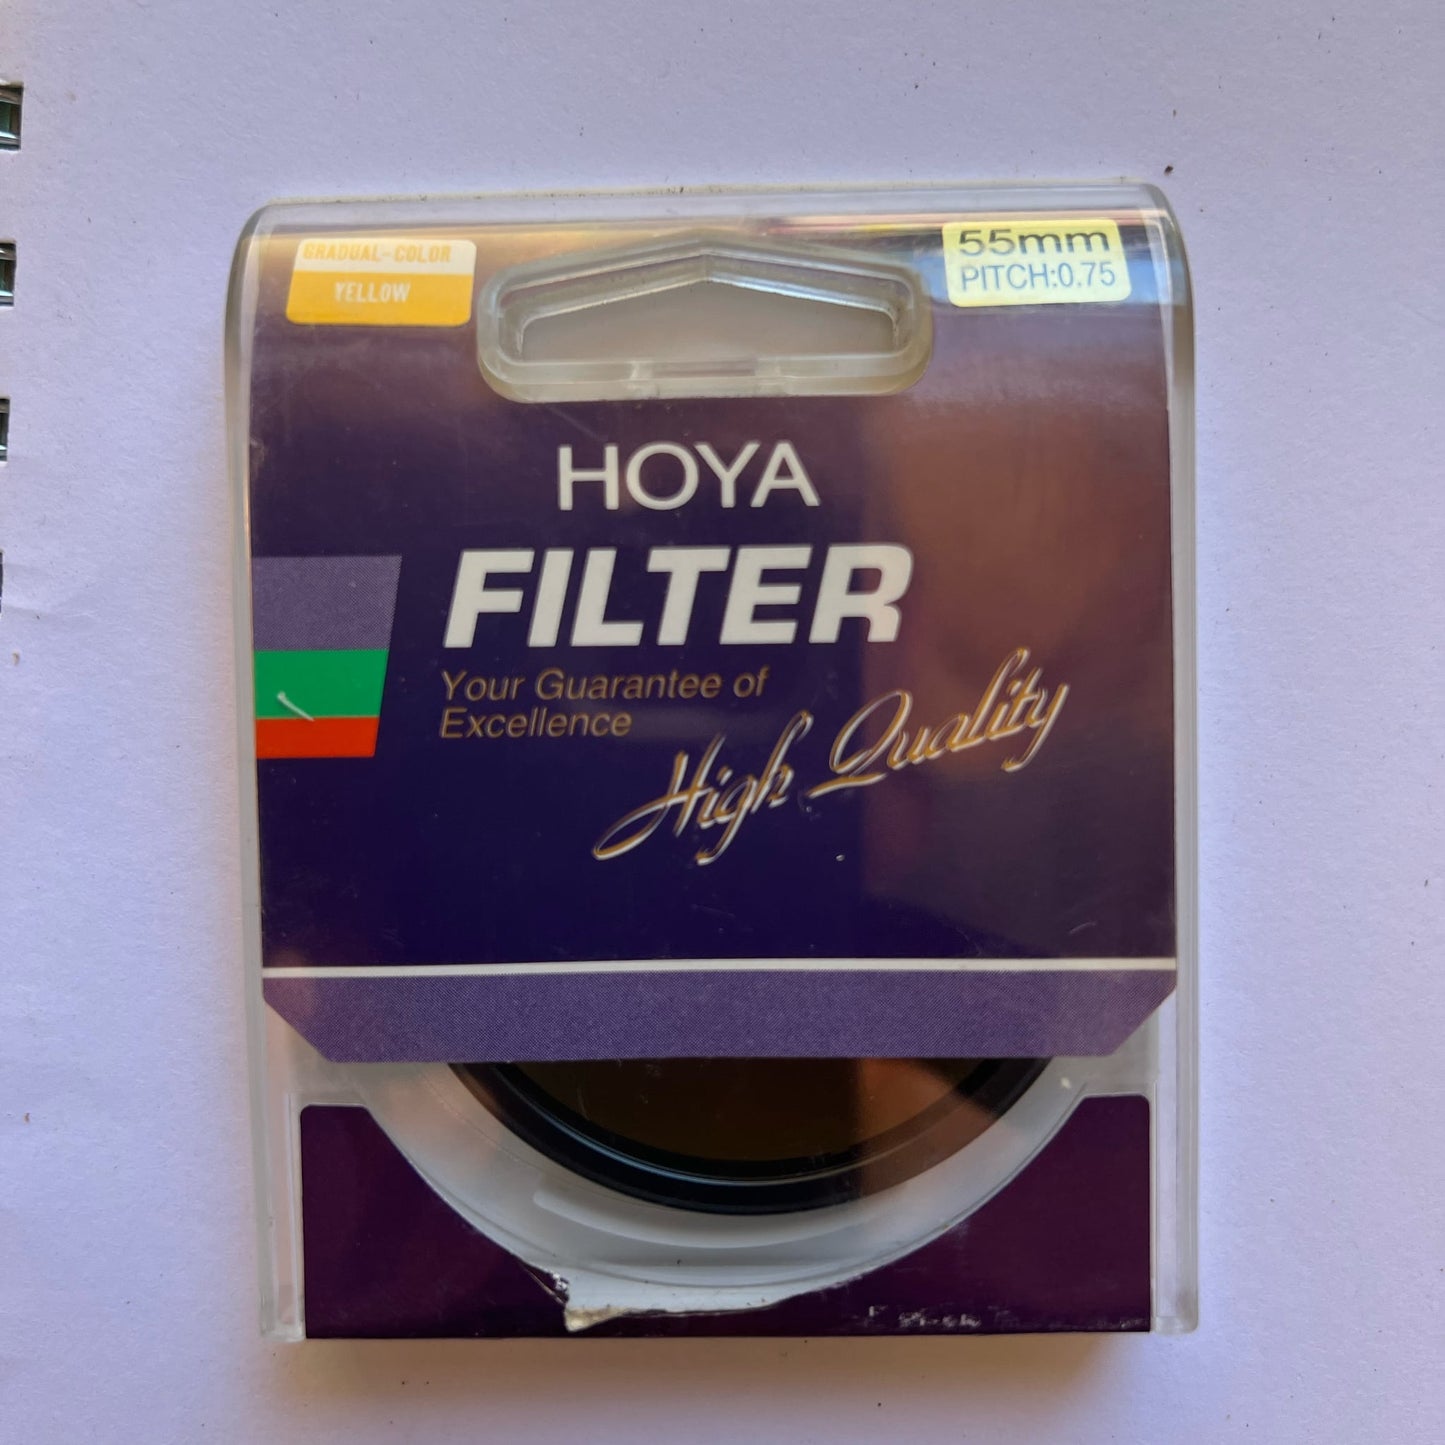 GRADUAL-COLOR
YELLOW
55mm
PITCH:0.75
HOYA
FILTER
Your Guarantee of
Excellence
High Quality